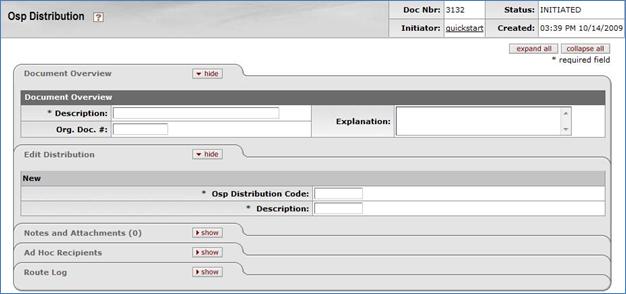 Osp Distribution ?
Doc Nbr: 3132 Status: INITIATED
Initiator: quickstart Created: 03:39 PM 10/14/2009
expand all collapse all
* required field
Document Overview hide
Document Overview
* Description: Explanation:
Org. Doc. #:
Edit Distribution hide
New
* Osp Distribution Code:
* Description:
Notes and Attachments (0) show
Ad Hoc Recipients show
Route Log show